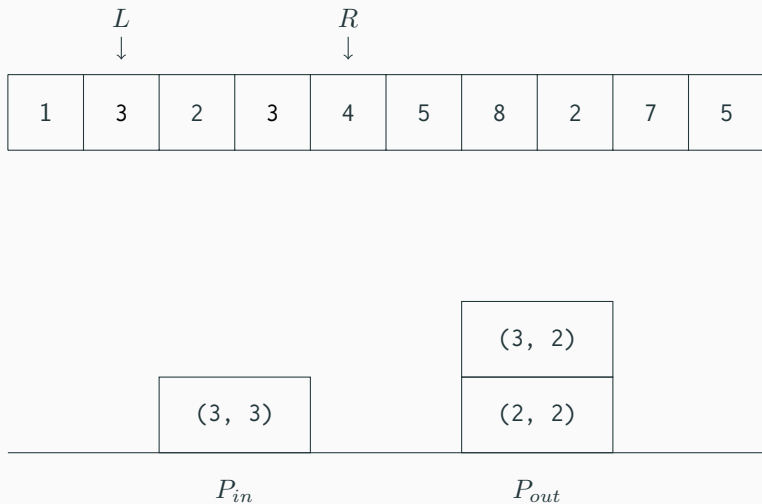 L R
↓ ↓
1 3 2 3 4 5 8 2 7 5
(3, 2)
(3, 3) (2, 2)
P_in P_out